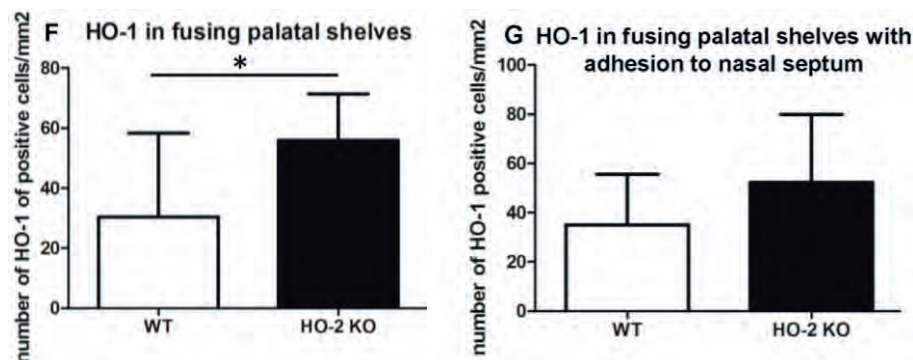 F HO-1 in fusing palatal shelves
number of HO-1 of positive cells/mm2
80
*
60
40
20
0
WT HO-2 KO
G HO-1 in fusing palatal shelves with
adhesion to nasal septum
number of HO-1 positive cells/mm2
100
80
60
40
20
0
WT HO-2 KO